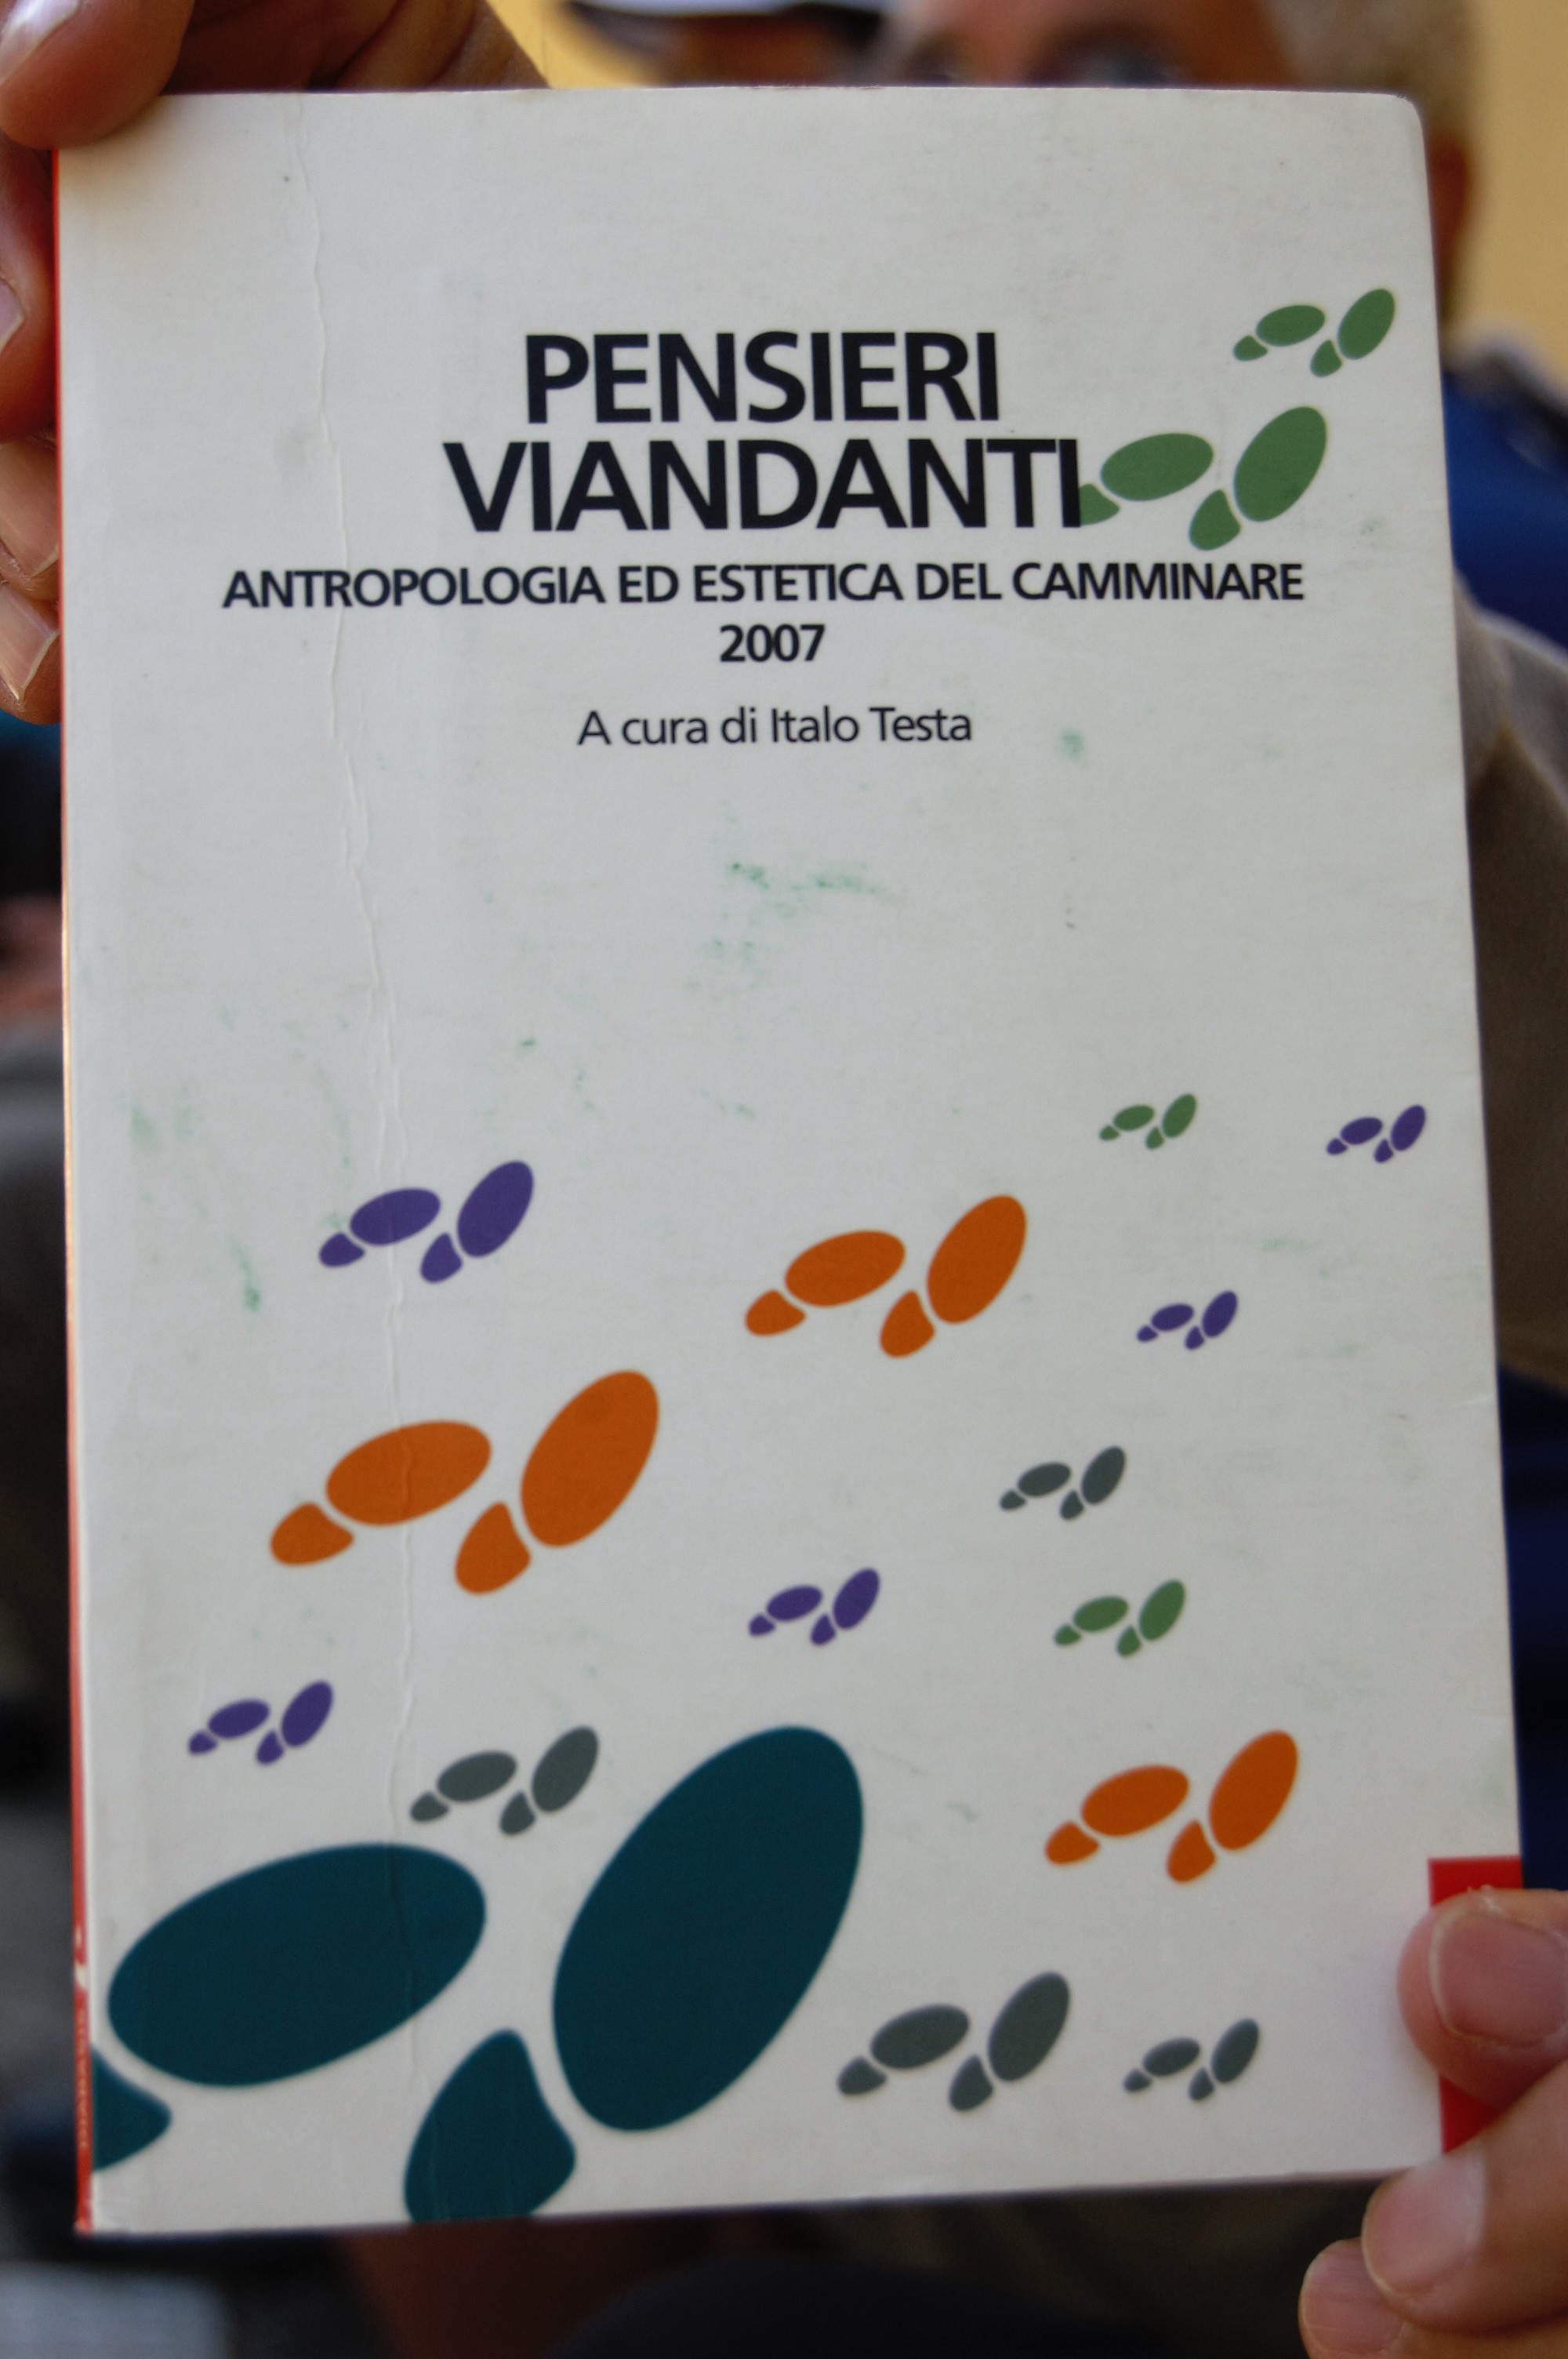 PENSIERI
VIANDANTI
ANTROPOLOGIA ED ESTETICA DEL CAMMINARE
2007
A cura di Italo Testa